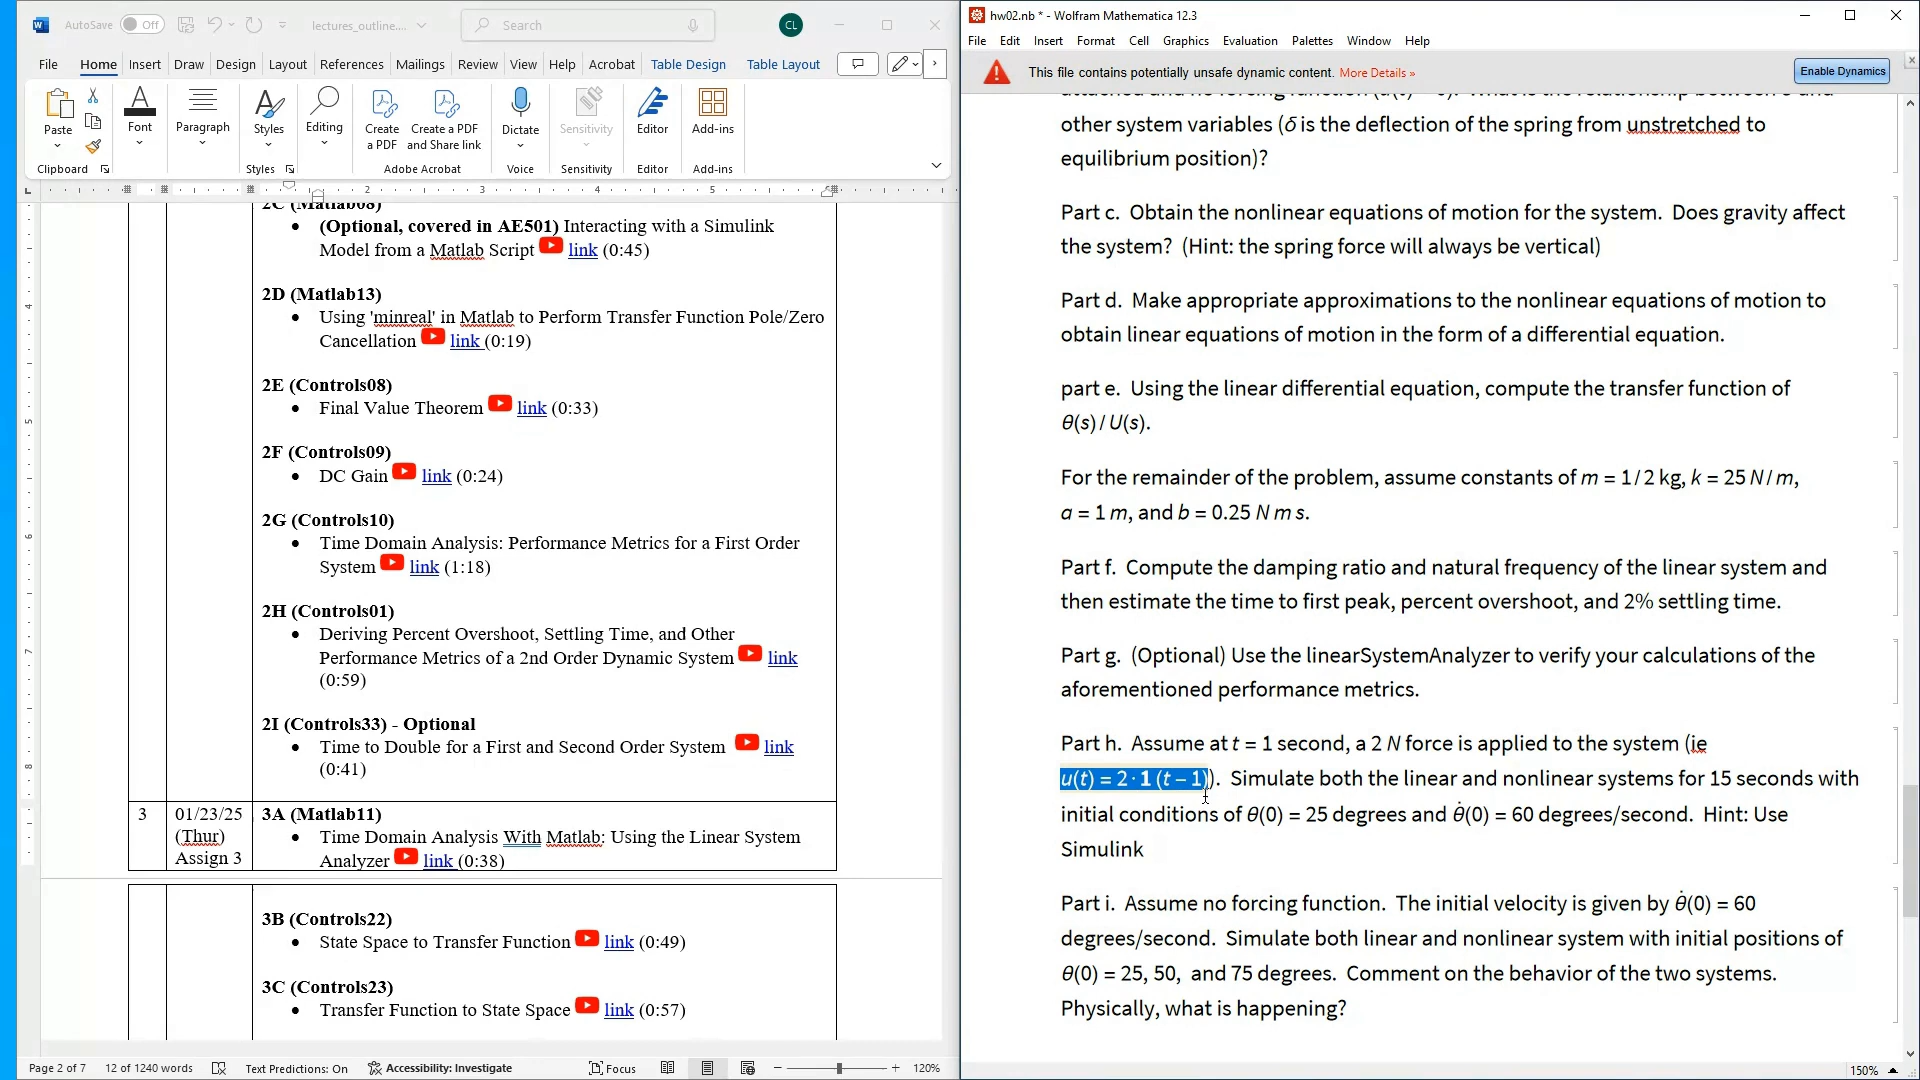 AutoSave Off lectures_outline.... Search CL
File Home Insert Draw Design Layout References Mailings Review View Help Acrobat Table Design Table Layout
Paste Font Paragraph Styles Editing Create a PDF Create a PDF and Share link Dictate Sensitivity Editor Add-ins
Clipboard Styles Adobe Acrobat Voice Sensitivity Editor Add-ins
2 3 4 5
2C (Matlab08)
• (Optional, covered in AE501) Interacting with a Simulink
Model from a Matlab Script link (0:45)
2D (Matlab13)
• Using 'minreal' in Matlab to Perform Transfer Function Pole/Zero
Cancellation link (0:19)
2E (Controls08)
• Final Value Theorem link (0:33)
2F (Controls09)
• DC Gain link (0:24)
2G (Controls10)
• Time Domain Analysis: Performance Metrics for a First Order
System link (1:18)
2H (Controls01)
• Deriving Percent Overshoot, Settling Time, and Other
Performance Metrics of a 2nd Order Dynamic System link
(0:59)
2I (Controls33) - Optional
• Time to Double for a First and Second Order System link
(0:41)
3 01/23/25 (Thur) Assign 3
3A (Matlab11)
• Time Domain Analysis With Matlab: Using the Linear System
Analyzer link (0:38)
3B (Controls22)
• State Space to Transfer Function link (0:49)
3C (Controls23)
• Transfer Function to State Space link (0:57)
4
5
6
7
8
Page 2 of 7 12 of 1240 words Text Predictions: On Accessibility: Investigate Focus 120%
hw02.nb * - Wolfram Mathematica 12.3
File Edit Insert Format Cell Graphics Evaluation Palettes Window Help
This file contains potentially unsafe dynamic content. More Details » Enable Dynamics
other system variables (δ is the deflection of the spring from unstretched to
equilibrium position)?
Part c. Obtain the nonlinear equations of motion for the system. Does gravity affect
the system? (Hint: the spring force will always be vertical)
Part d. Make appropriate approximations to the nonlinear equations of motion to
obtain linear equations of motion in the form of a differential equation.
part e. Using the linear differential equation, compute the transfer function of
θ(s)/U(s).
For the remainder of the problem, assume constants of m = 1/2 kg, k = 25 N/m,
a = 1 m, and b = 0.25 N m s.
Part f. Compute the damping ratio and natural frequency of the linear system and
then estimate the time to first peak, percent overshoot, and 2% settling time.
Part g. (Optional) Use the linearSystemAnalyzer to verify your calculations of the
aforementioned performance metrics.
Part h. Assume at t = 1 second, a 2 N force is applied to the system (ie
u(t) = 2·1 (t – 1)). Simulate both the linear and nonlinear systems for 15 seconds with
initial conditions of θ(0) = 25 degrees and θ̇(0) = 60 degrees/second. Hint: Use
Simulink
Part i. Assume no forcing function. The initial velocity is given by θ̇(0) = 60
degrees/second. Simulate both linear and nonlinear system with initial positions of
θ(0) = 25, 50, and 75 degrees. Comment on the behavior of the two systems.
Physically, what is happening?
150%